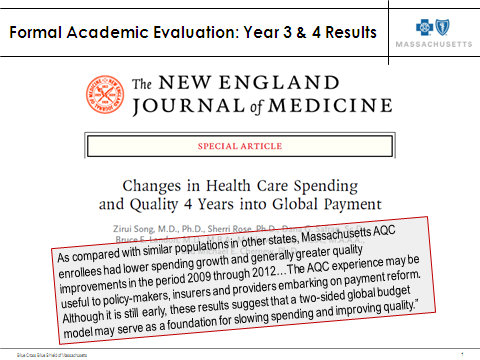 Formal Academic Evaluation: Year 3 & 4 Results
MASSACHUSETTS
The NEW ENGLAND
JOURNAL of MEDICINE
SPECIAL ARTICLE
Changes in Health Care Spending
and Quality 4 Years into Global Payment
Zirui Song, M.D., Ph.D., Sherri Rose, Ph.D.,
Bruce E.
As compared with similar populations in other states, Massachusetts AQC
enrollees had lower spending growth and generally greater quality
improvements in the period 2009 through 2012…The AQC experience may be
useful to policy-makers, insurers and providers embarking on payment reform.
Although it is still early, these results suggest that a two-sided global budget
model may serve as a foundation for slowing spending and improving quality.”
Blue Cross Blue Shield of Massachusetts